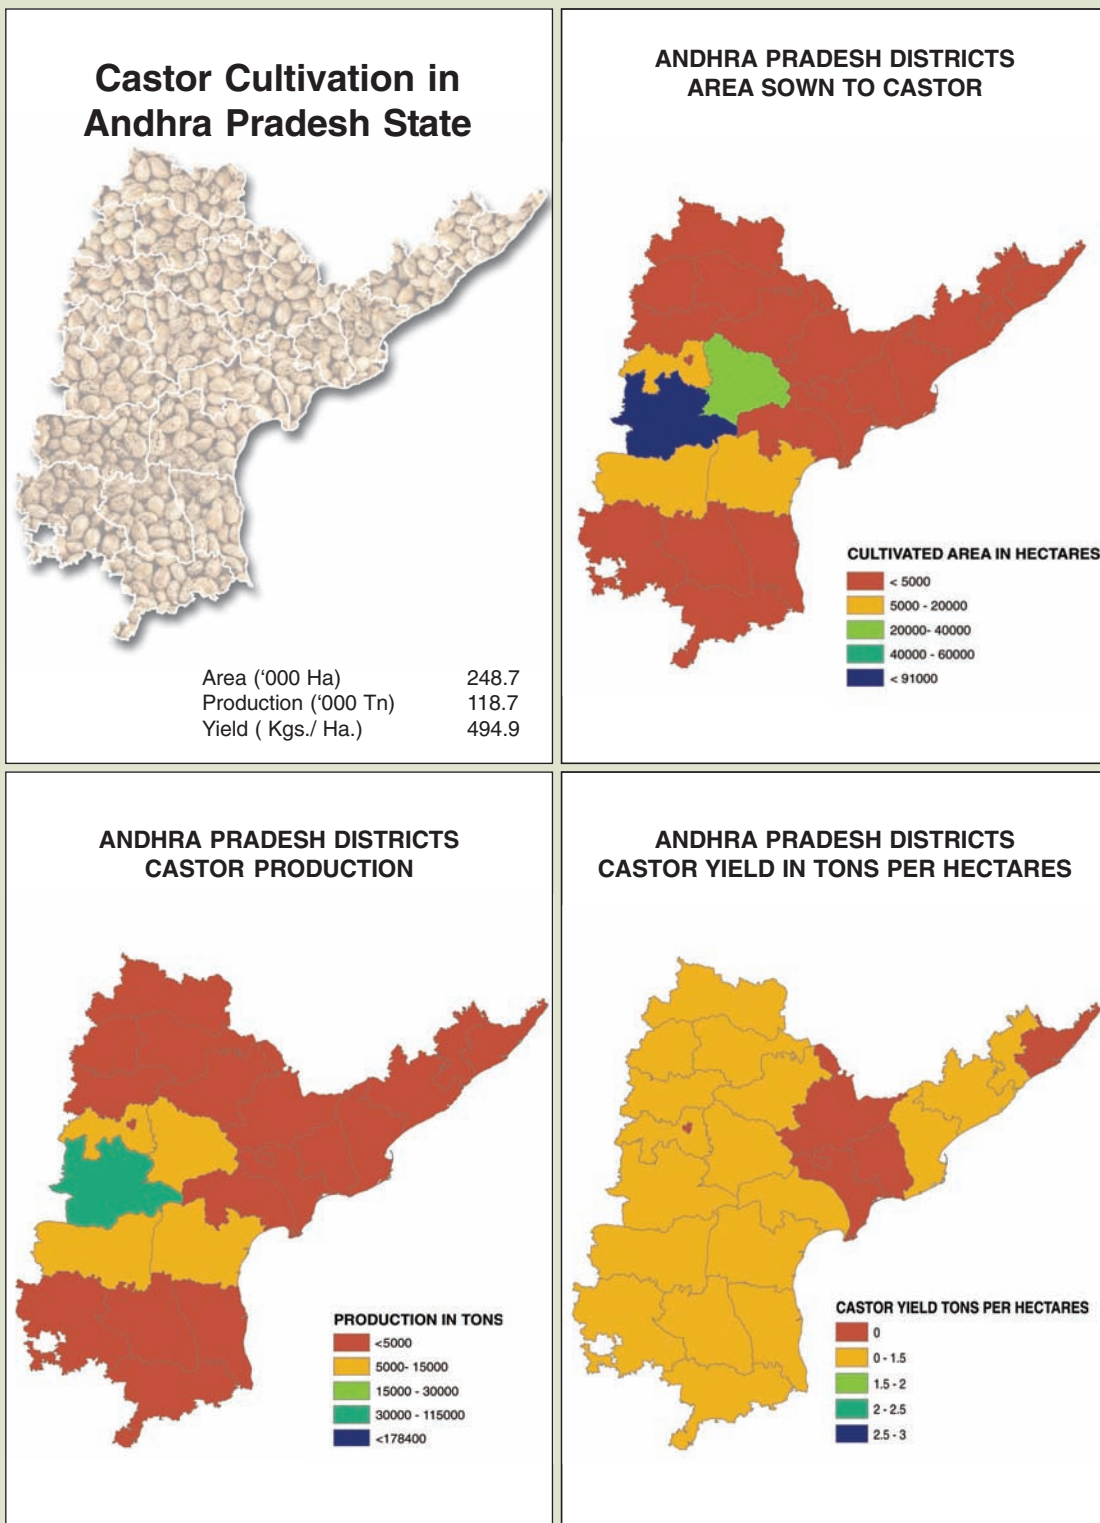 Castor Cultivation in
Andhra Pradesh State
Area (‘000 Ha) 248.7
Production (‘000 Tn) 118.7
Yield ( Kgs./ Ha.) 494.9
ANDHRA PRADESH DISTRICTS
AREA SOWN TO CASTOR
CULTIVATED AREA IN HECTARES
< 5000
5000 - 20000
20000- 40000
40000 - 60000
< 91000
ANDHRA PRADESH DISTRICTS
CASTOR PRODUCTION
PRODUCTION IN TONS
<5000
5000- 15000
15000 - 30000
30000 - 115000
<178400
ANDHRA PRADESH DISTRICTS
CASTOR YIELD IN TONS PER HECTARES
CASTOR YIELD TONS PER HECTARES
0
0 - 1.5
1.5 - 2
2 - 2.5
2.5 - 3